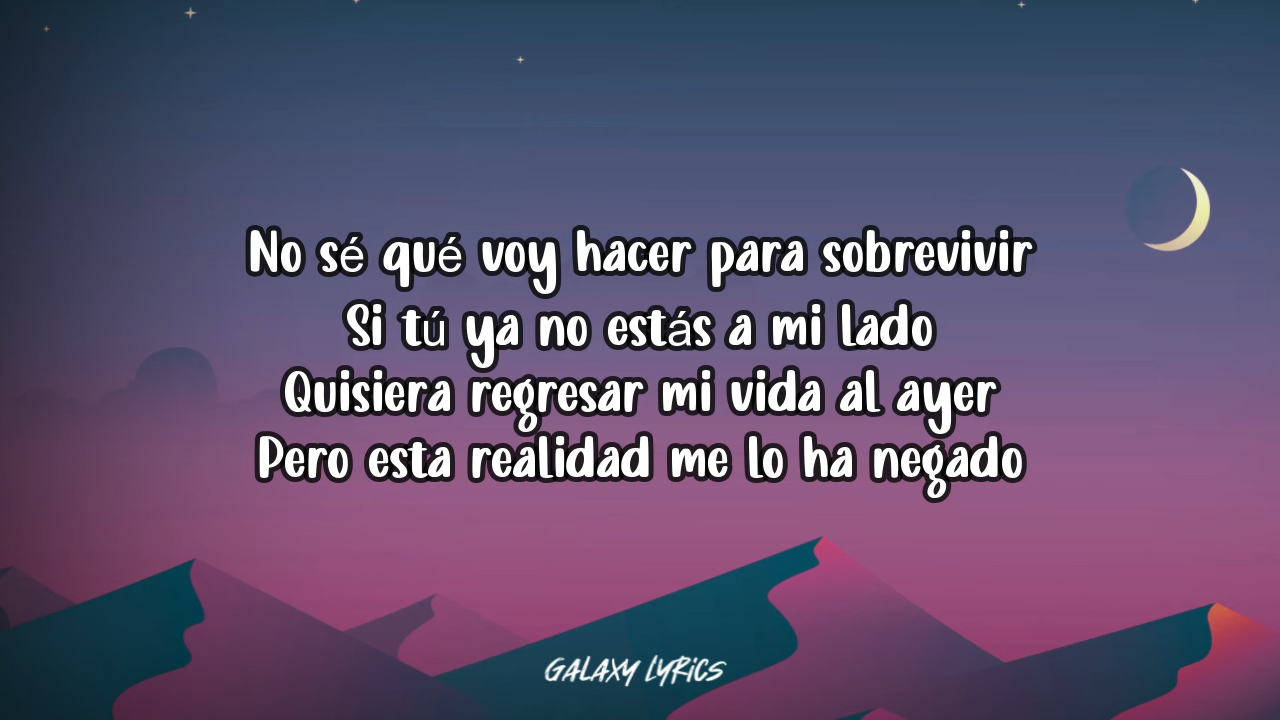 No sé qué voy hacer para sobrevivir
Si tú ya no estás a mi lado
Quisiera regresar mi vida al ayer
Pero esta realidad me lo ha negado
GALAXY LYRICS